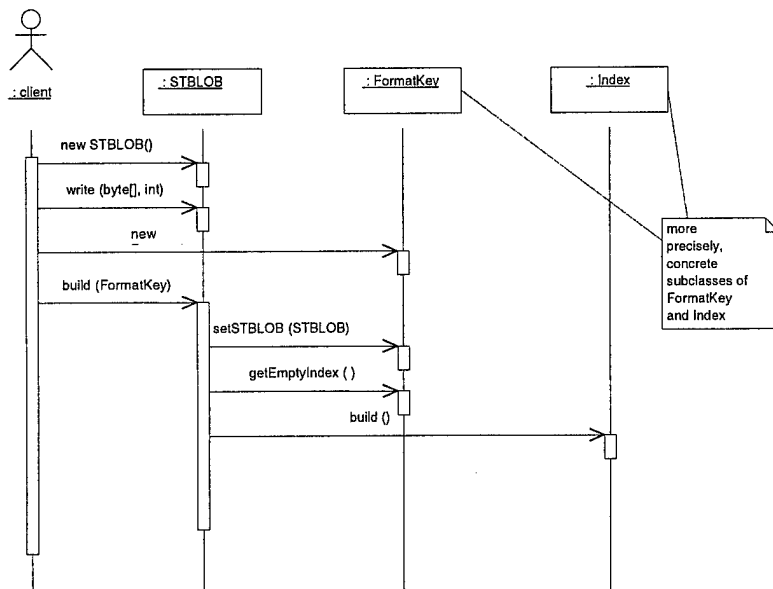 : client
: STBLOB
: FormatKey
: Index
new STBLOB()
write (byte[], int)
new
build (FormatKey)
setSTBLOB (STBLOB)
getEmptyIndex ( )
build ()
more
precisely,
concrete
subclasses of
FormatKey
and Index